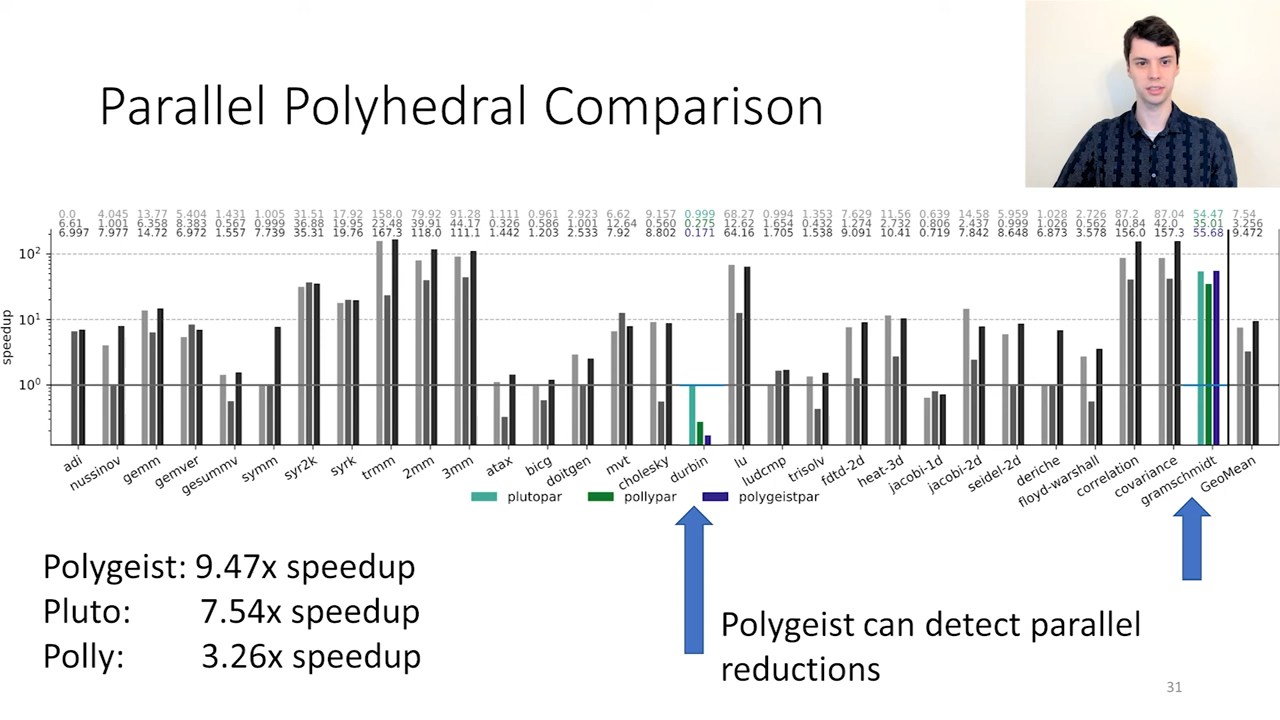 Parallel Polyhedral Comparison
0.0 4.045 13.77 5.404 1.431 1.005 31.51 17.92 158.0 79.92 91.28 1.111 0.961 2.923 6.62 9.157 0.999 68.27 0.994 1.353 7.629 11.56 0.639 14.58 5.959 1.028 2.726 87.2 87.04 54.47 7.54
6.61 1.001 6.358 8.383 0.567 0.999 36.88 19.95 23.48 39.91 44.17 0.326 0.586 1.001 12.64 0.560 0.275 12.62 1.654 0.432 1.274 2.739 0.806 2.437 0.999 1.026 0.562 40.84 42.0 35.01 3.256
6.997 7.977 14.72 6.972 1.557 7.739 35.31 19.76 167.3 118.0 111.1 1.442 1.203 2.533 7.92 8.802 0.171 64.16 1.705 1.538 9.091 10.41 0.719 7.842 8.648 6.873 3.578 156.0 157.3 55.68 9.472
10²
10¹
10⁰
speedup
adi nussinov gemm gemver gesummv symm syr2k syrk trmm 2mm 3mm atax bicg doitgen mvt cholesky durbin lu ludcmp trisolv fdtd-2d heat-3d jacobi-1d jacobi-2d seidel-2d deriche floyd-warshall correlation covariance gramschmidt GeoMean
plutopar pollypar polygeistpar
Polygeist: 9.47x speedup
Pluto: 7.54x speedup
Polly: 3.26x speedup
Polygeist can detect parallel
reductions
31